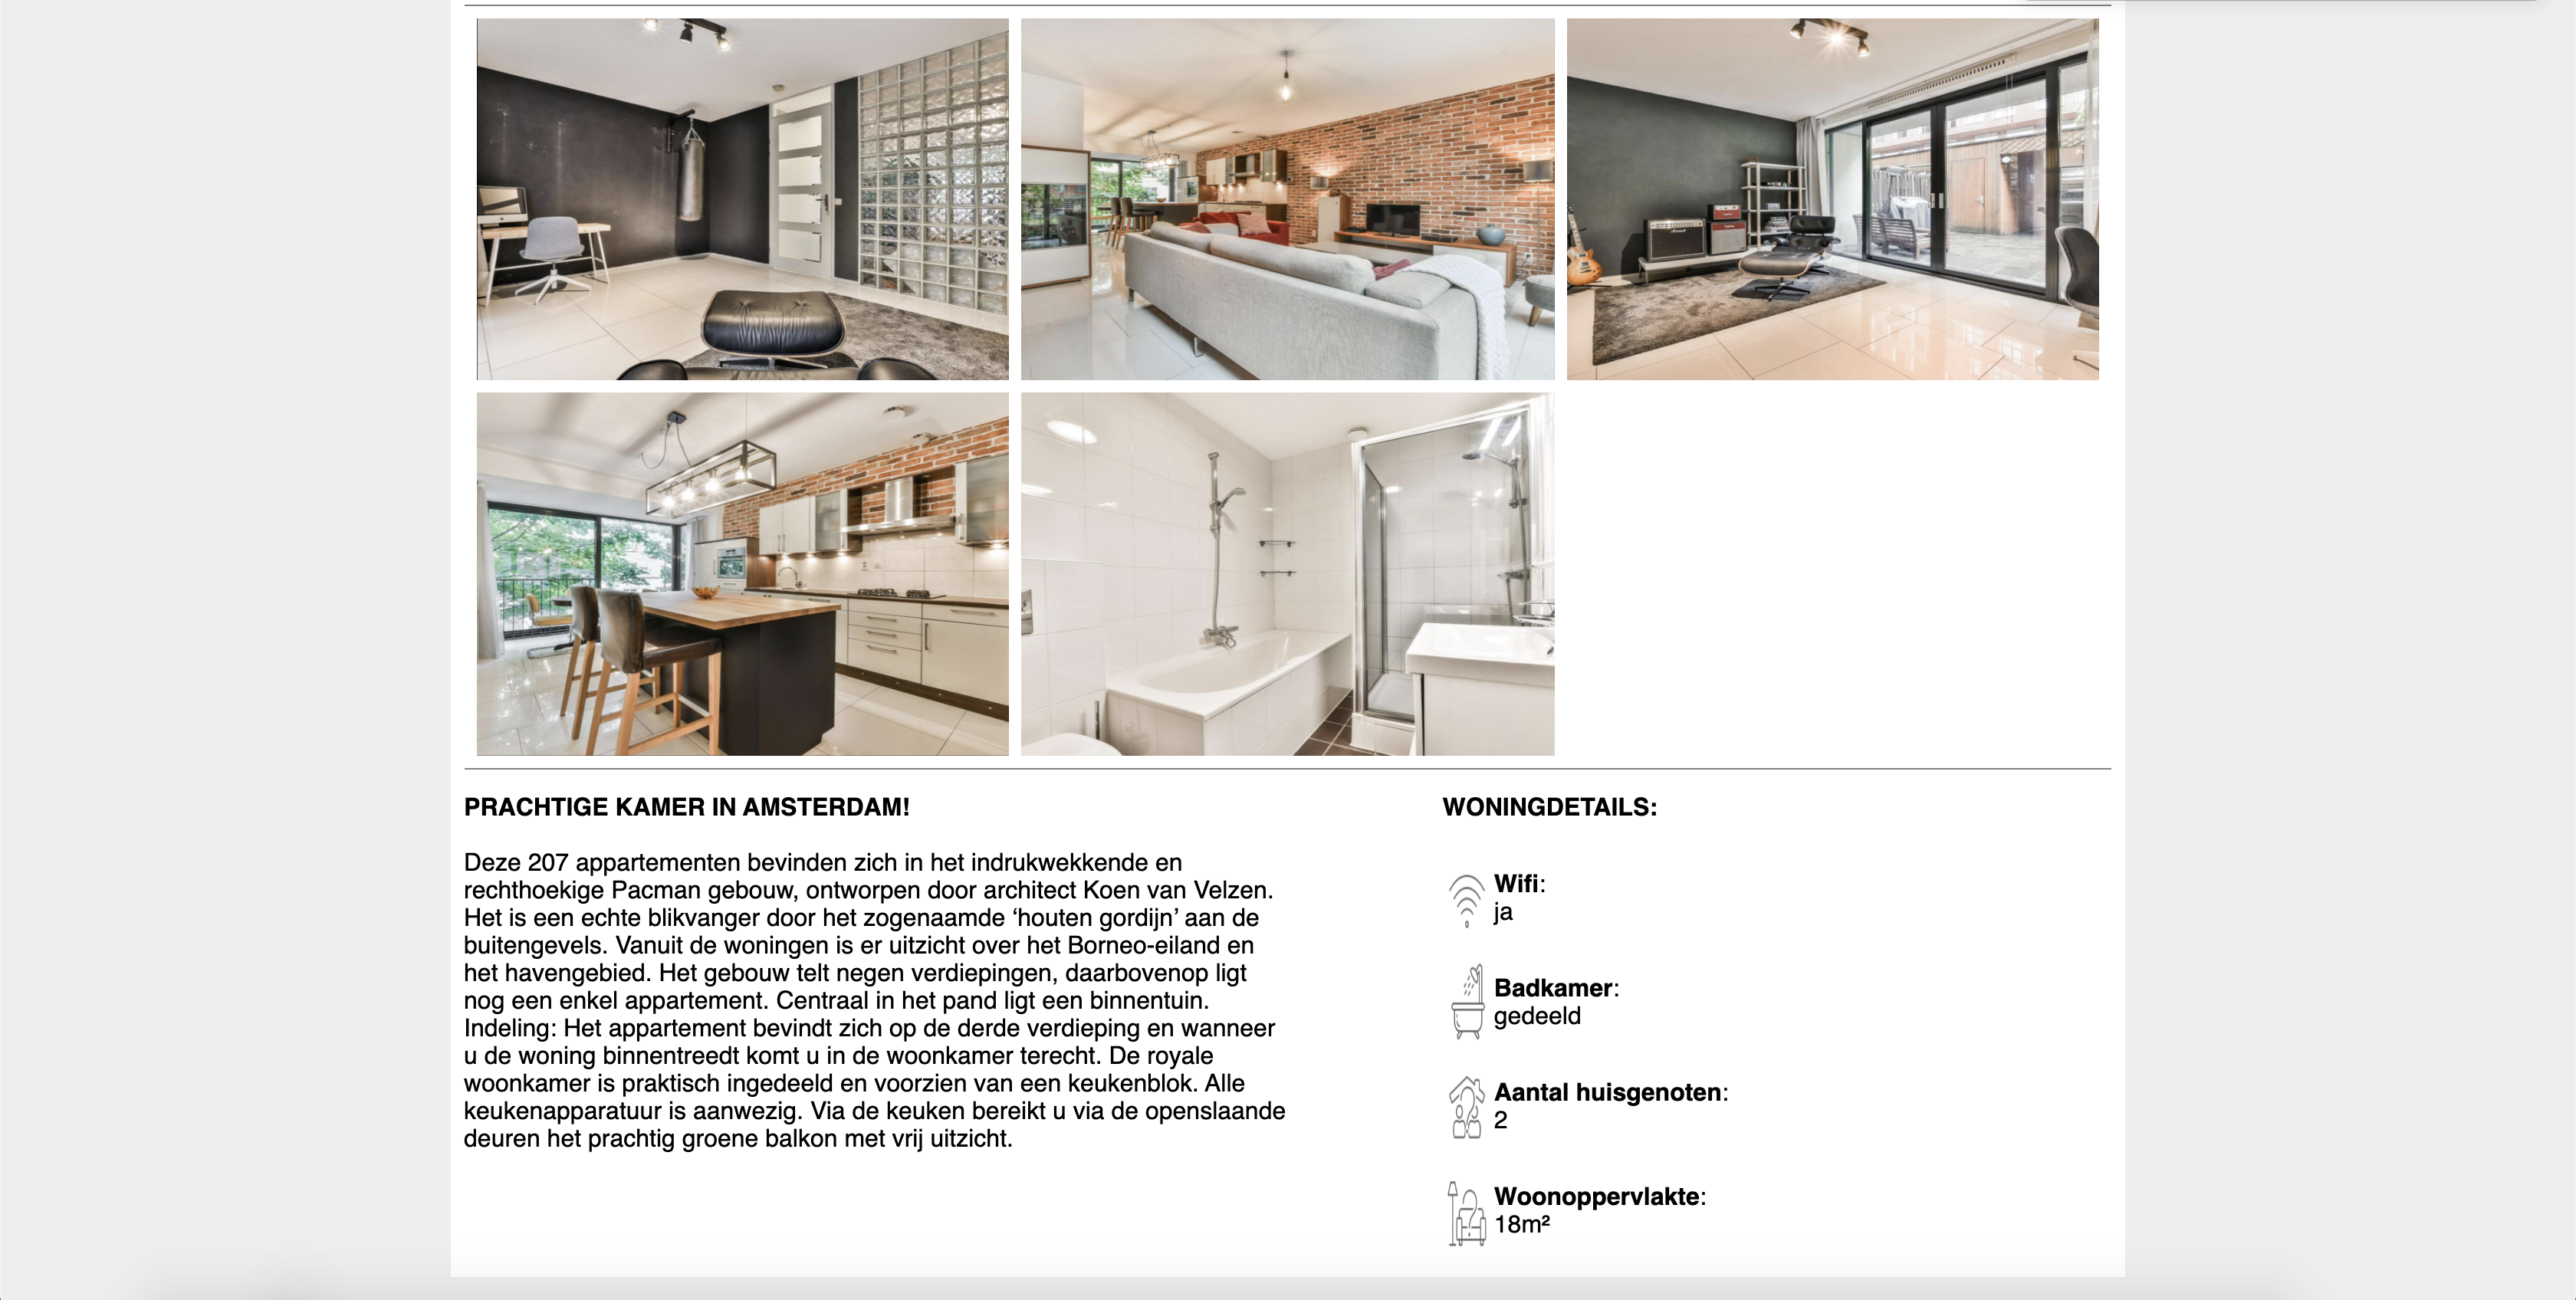 PRACHTIGE KAMER IN AMSTERDAM!
Deze 207 appartementen bevinden zich in het indrukwekkende en
rechthoekige Pacman gebouw, ontworpen door architect Koen van Velzen.
Het is een echte blikvanger door het zogenaamde ‘houten gordijn’ aan de
buitengevels. Vanuit de woningen is er uitzicht over het Borneo-eiland en
het havengebied. Het gebouw telt negen verdiepingen, daarbovenop ligt
nog een enkel appartement. Centraal in het pand ligt een binnentuin.
Indeling: Het appartement bevindt zich op de derde verdieping en wanneer
u de woning binnentreedt komt u in de woonkamer terecht. De royale
woonkamer is praktisch ingedeeld en voorzien van een keukenblok. Alle
keukenapparatuur is aanwezig. Via de keuken bereikt u via de openslaande
deuren het prachtig groene balkon met vrij uitzicht.
WONINGDETAILS:
Wifi:
ja
Badkamer:
gedeeld
Aantal huisgenoten:
2
Woonoppervlakte:
18m²